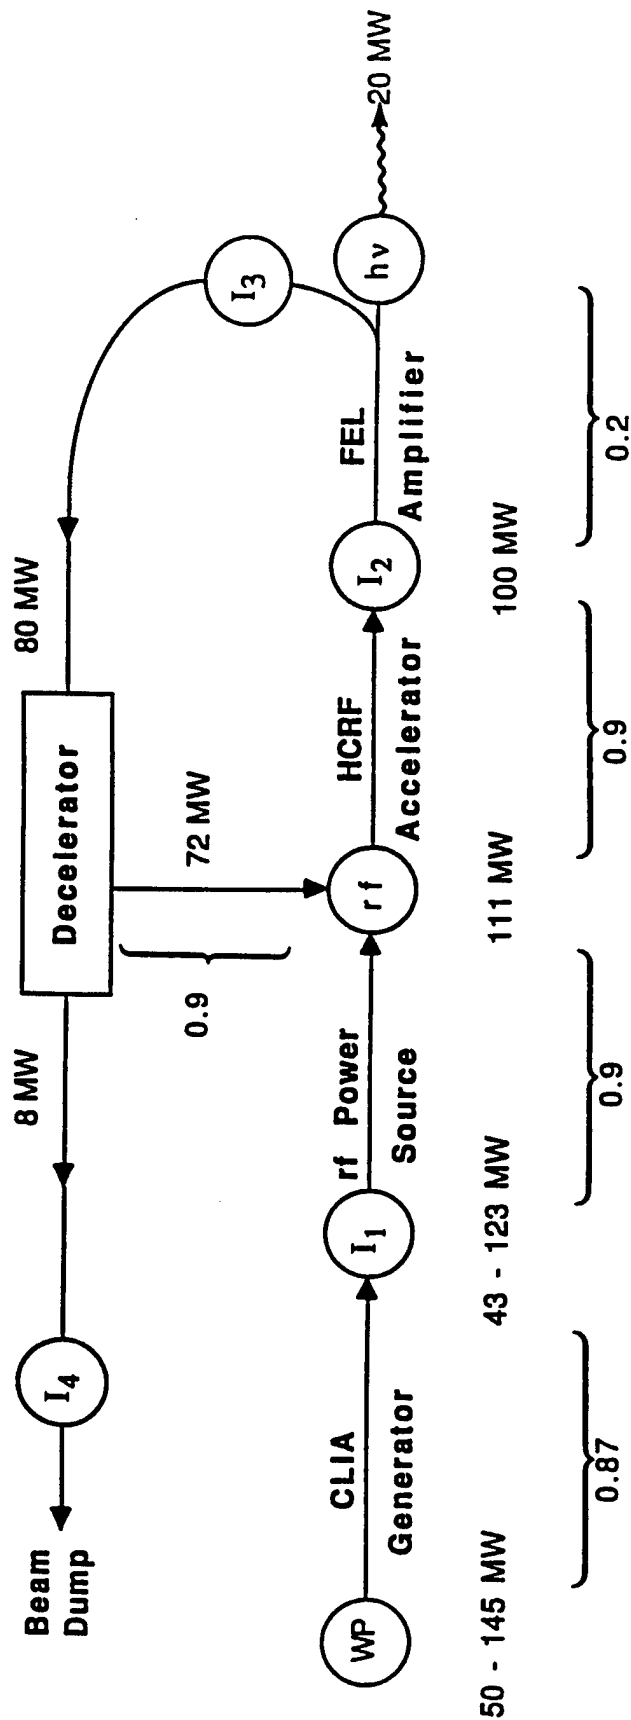 Beam
Dump
I4
8 MW
Decelerator
80 MW
I3
0.9
72 MW
WP
CLIA
Generator
I1
rf Power
Source
rf
HCRF
Accelerator
I2
FEL
Amplifier
hν
20 MW
50 - 145 MW
43 - 123 MW
111 MW
100 MW
0.87
0.9
0.9
0.2